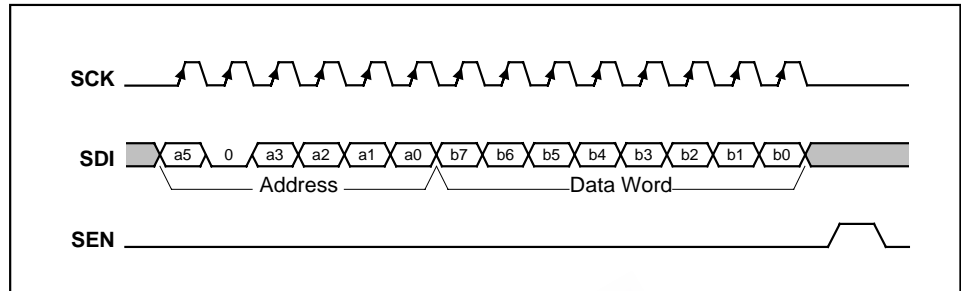 SCK
SDI a5 0 a3 a2 a1 a0 b7 b6 b5 b4 b3 b2 b1 b0
Address Data Word
SEN